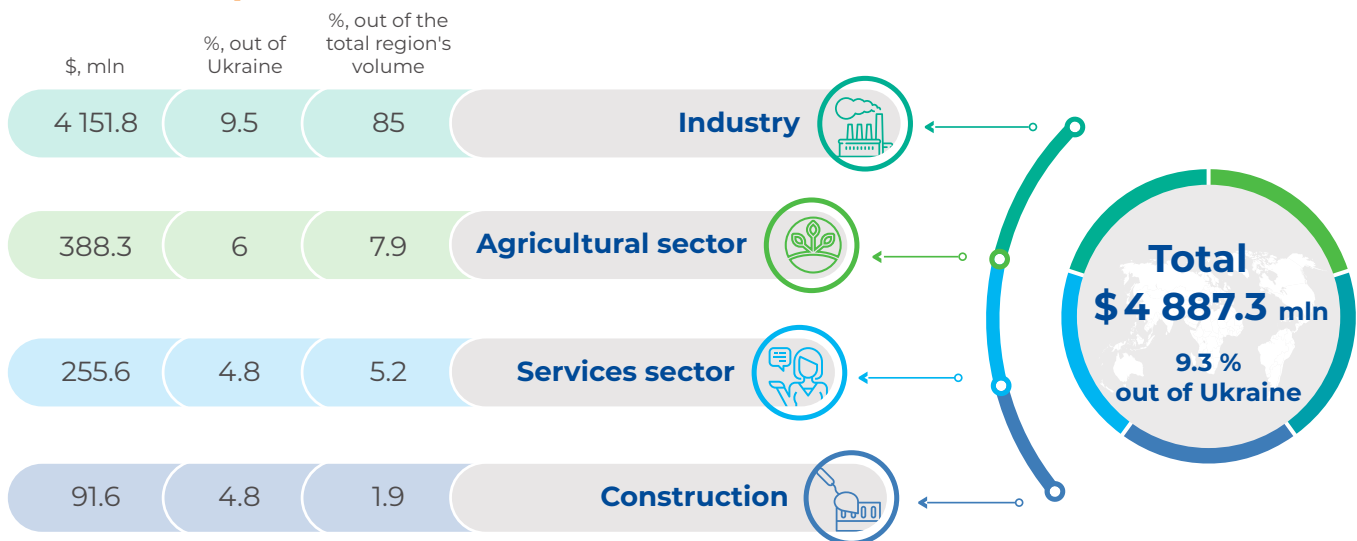 $, mln
%, out of
Ukraine
%, out of the
total region's
volume
4 151.8 9.5 85 Industry
388.3 6 7.9 Agricultural sector
255.6 4.8 5.2 Services sector
91.6 4.8 1.9 Construction
Total
$ 4 887.3 mln
9.3 %
out of Ukraine